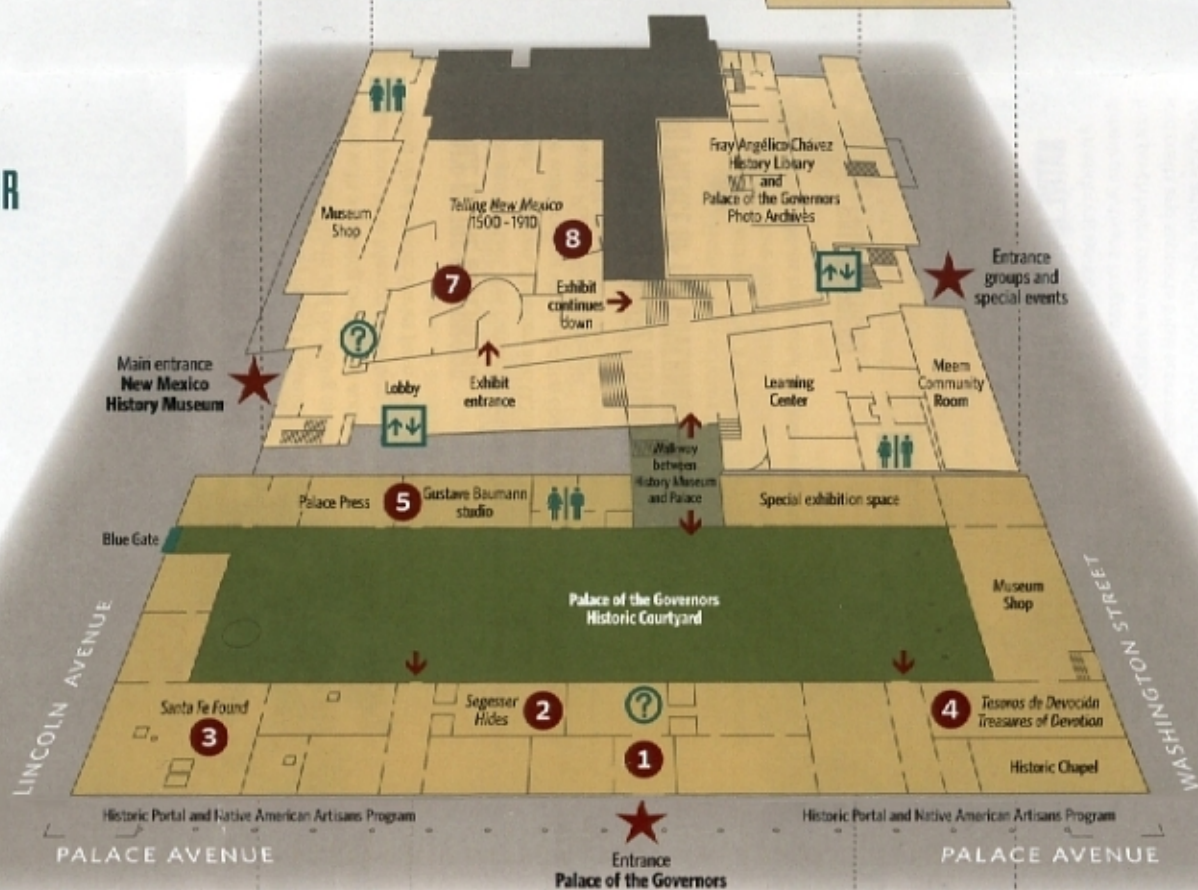 R
Museum
Shop
Telling New Mexico
1500 - 1910
8
7
Fray Angélico Chávez
History Library
and
Palace of the Governors
Photo Archives
Exhibit
continues
down
Entrance
groups and
special events
?
Main entrance
New Mexico
History Museum
Lobby
Exhibit
entrance
Learning
Center
Meem
Community
Room
Walkway
between
History Museum
and Palace
Palace Press
5
Gustave Baumann
studio
Special exhibition space
Blue Gate
Palace of the Governors
Historic Courtyard
Museum
Shop
LINCOLN AVENUE
WASHINGTON STREET
Santa Fe Found
3
Segesser
Hides
2
?
1
4
Tesoros de Devoción
Treasures of Devotion
Historic Chapel
Historic Portal and Native American Artisans Program
Historic Portal and Native American Artisans Program
PALACE AVENUE
PALACE AVENUE
Entrance
Palace of the Governors